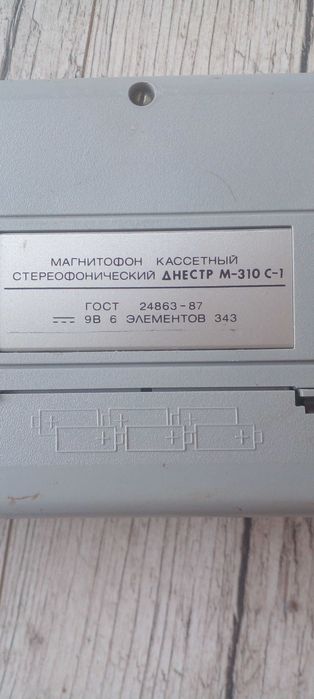 МАГНИТОФОН КАССЕТНЫЙ
СТЕРЕОФОНИЧЕСКИЙ ДНЕСТР М-310 С-1
ГОСТ 24863-87
9В 6 ЭЛЕМЕНТОВ 343